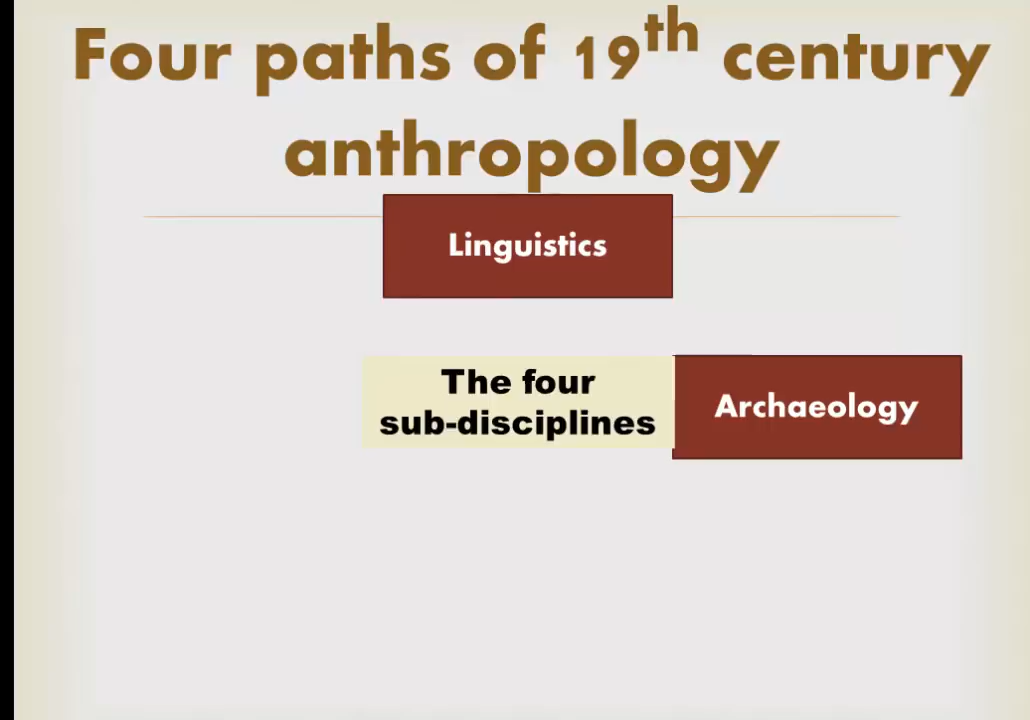 Four paths of 19th century
anthropology
Linguistics
The four
sub-disciplines
Archaeology